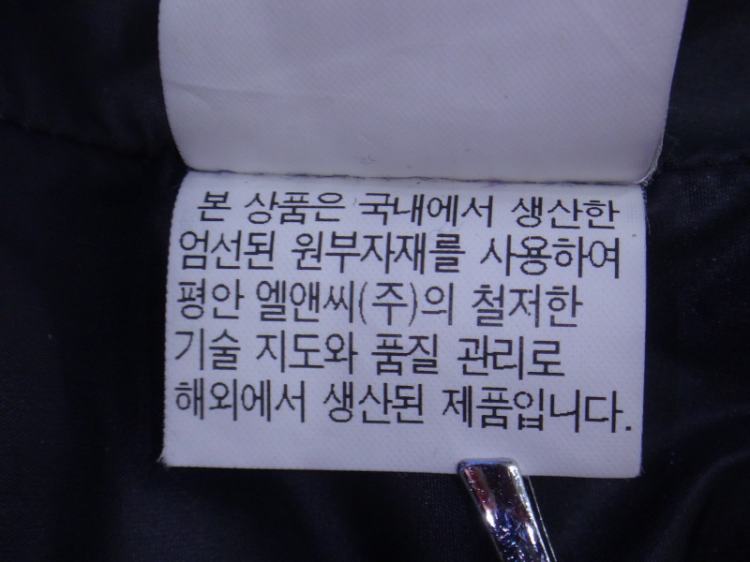 본 상품은 국내에서 생산한
엄선된 원부자재를 사용하여
평안 엘앤씨(주)의 철저한
기술 지도와 품질 관리로
해외에서 생산된 제품입니다.